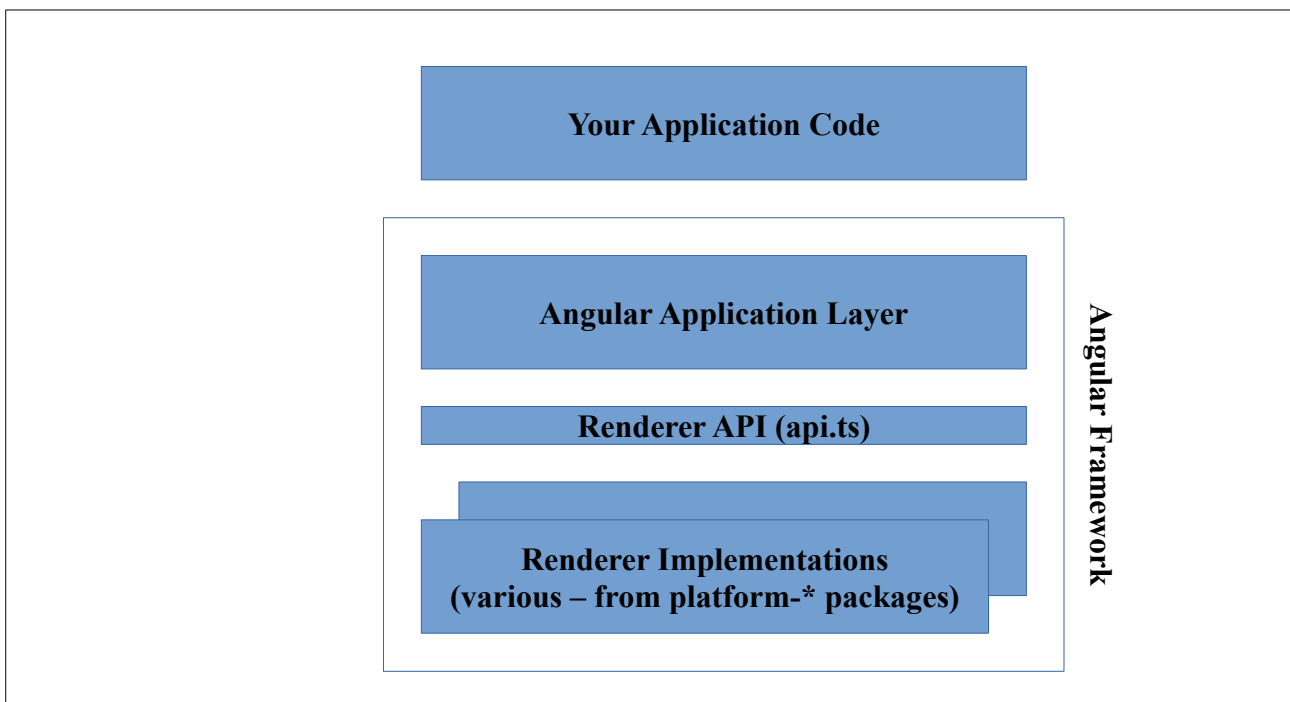 Your Application Code
Angular Application Layer
Renderer API (api.ts)
Renderer Implementations
(various – from platform-* packages)
Angular Framework